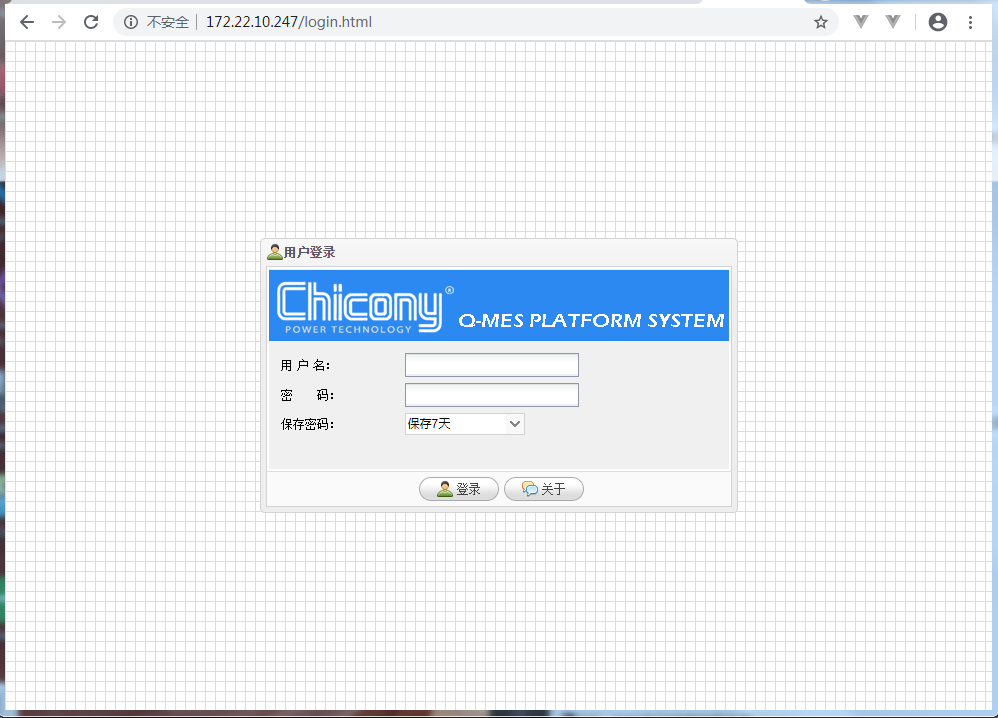 不安全 172.22.10.247/login.html
用户登录
Chicony®
POWER TECHNOLOGY
Q-MES PLATFORM SYSTEM
用 户 名：
密 码：
保存密码： 保存7天
登录 关于